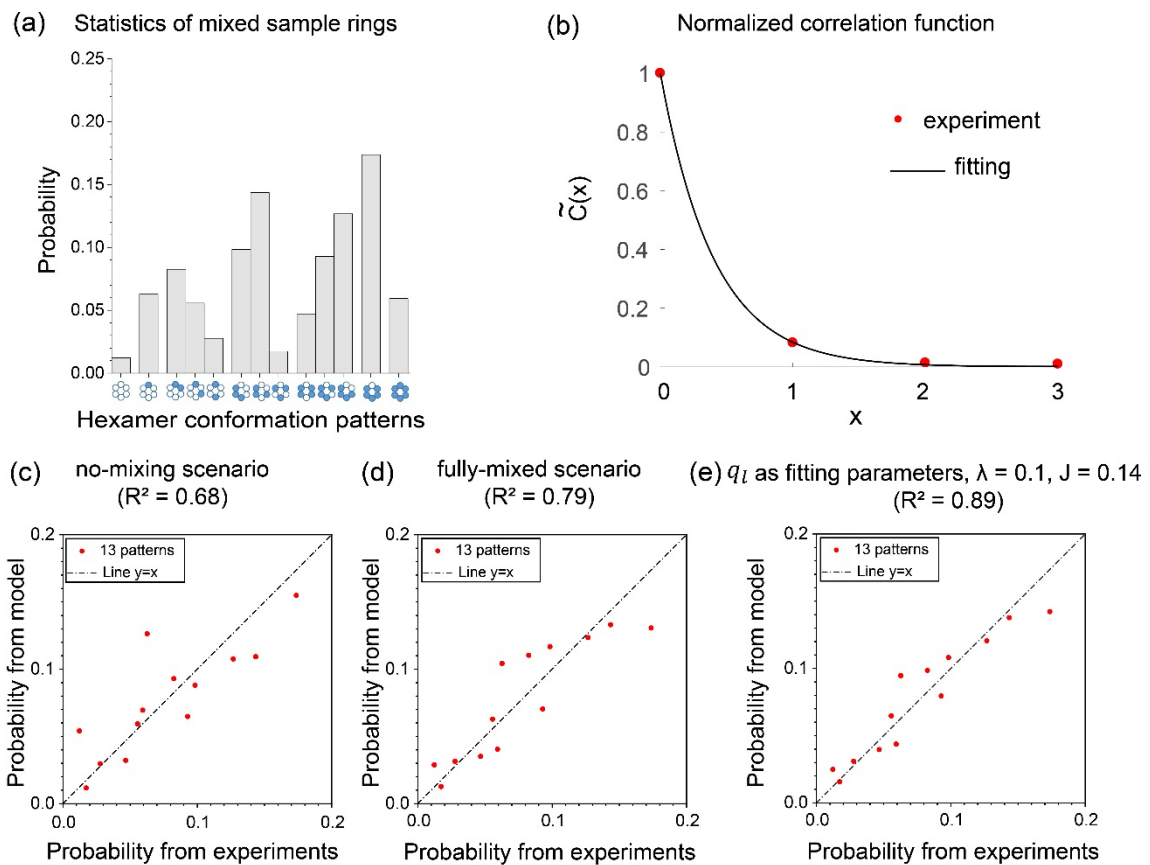 (a) Statistics of mixed sample rings
0.25
0.20
0.15
0.10
0.05
0.00
Probability
Hexamer conformation patterns
(b) Normalized correlation function
1
0.8
0.6
0.4
0.2
0
C̃(x)
experiment
fitting
0 1 2 3
x
(c) no-mixing scenario
(R² = 0.68)
0.2
0.1
0.0
Probability from model
13 patterns
Line y=x
0.0 0.1 0.2
Probability from experiments
(d) fully-mixed scenario
(R² = 0.79)
0.2
0.1
0.0
Probability from model
13 patterns
Line y=x
0.0 0.1 0.2
Probability from experiments
(e) q_l as fitting parameters, λ = 0.1, J = 0.14
(R² = 0.89)
0.2
0.1
0.0
Probability from model
13 patterns
Line y=x
0.0 0.1 0.2
Probability from experiments